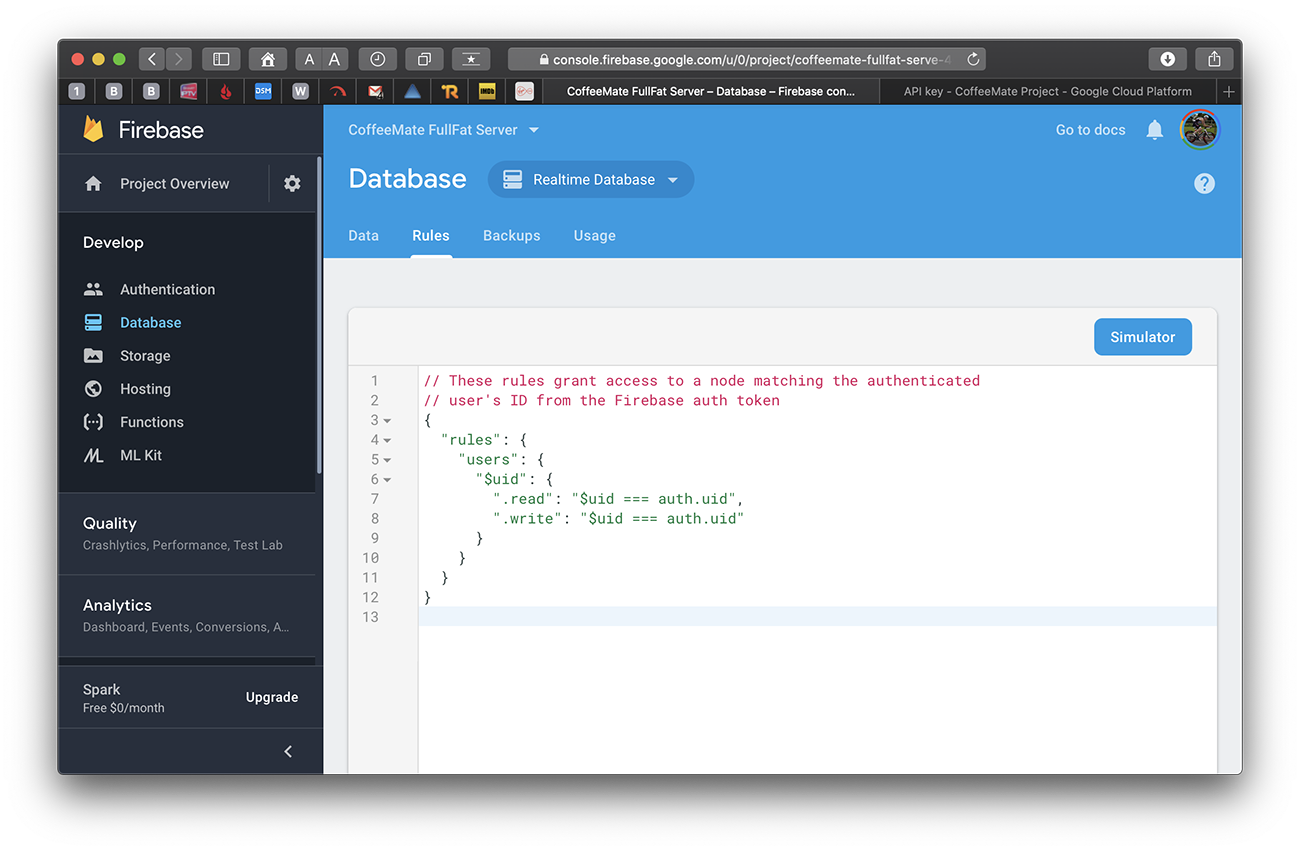 A A
console.firebase.google.com/u/0/project/coffeemate-fullfat-serve-4
1 B B DSM W IMDb
CoffeeMate FullFat Server – Database – Firebase con...
API key - CoffeeMate Project - Google Cloud Platform
Firebase
Project Overview
Develop
Authentication
Database
Storage
Hosting
Functions
ML Kit
Quality
Crashlytics, Performance, Test Lab
Analytics
Dashboard, Events, Conversions, A...
Spark
Free $0/month
Upgrade
CoffeeMate FullFat Server
Go to docs
Database
Realtime Database
?
Data Rules Backups Usage
Simulator
1 // These rules grant access to a node matching the authenticated
2 // user's ID from the Firebase auth token
3 {
4 "rules": {
5 "users": {
6 "$uid": {
7 ".read": "$uid === auth.uid",
8 ".write": "$uid === auth.uid"
9 }
10 }
11 }
12 }
13